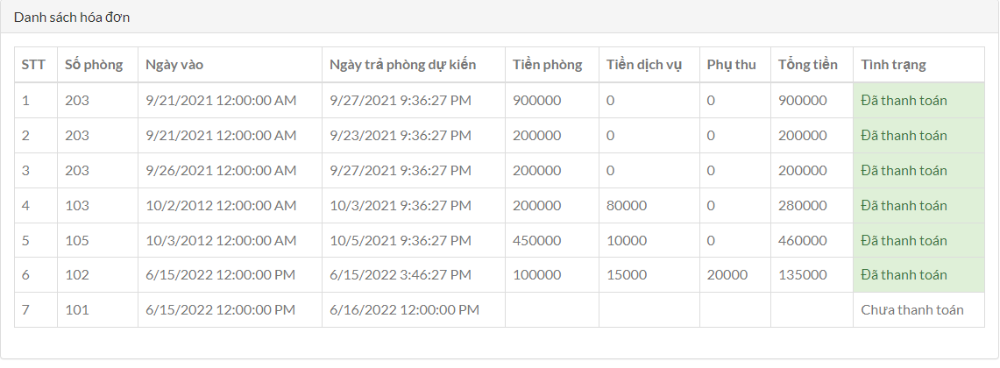 Danh sách hóa đơn
STT Số phòng Ngày vào Ngày trả phòng dự kiến Tiền phòng Tiền dịch vụ Phụ thu Tổng tiền Tình trạng
1 203 9/21/2021 12:00:00 AM 9/27/2021 9:36:27 PM 900000 0 0 900000 Đã thanh toán
2 203 9/21/2021 12:00:00 AM 9/23/2021 9:36:27 PM 200000 0 0 200000 Đã thanh toán
3 203 9/26/2021 12:00:00 AM 9/27/2021 9:36:27 PM 200000 0 0 200000 Đã thanh toán
4 103 10/2/2012 12:00:00 AM 10/3/2021 9:36:27 PM 200000 80000 0 280000 Đã thanh toán
5 105 10/3/2012 12:00:00 AM 10/5/2021 9:36:27 PM 450000 10000 0 460000 Đã thanh toán
6 102 6/15/2022 12:00:00 PM 6/15/2022 3:46:27 PM 100000 15000 20000 135000 Đã thanh toán
7 101 6/15/2022 12:00:00 PM 6/16/2022 12:00:00 PM Chưa thanh toán